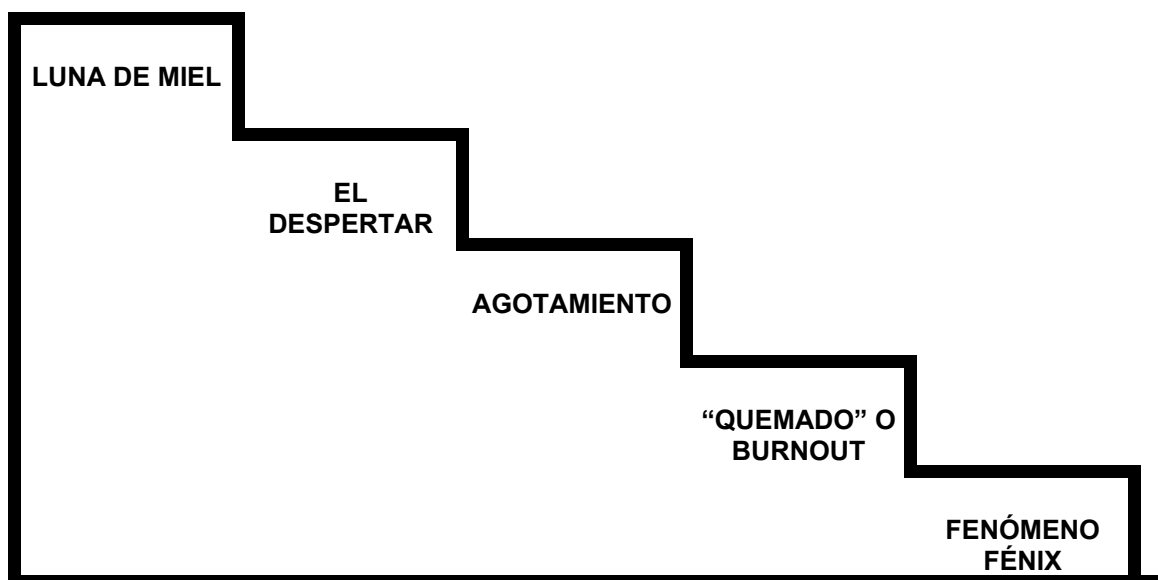 LUNA DE MIEL
EL
DESPERTAR
AGOTAMIENTO
“QUEMADO” O
BURNOUT
FENÓMENO
FÉNIX